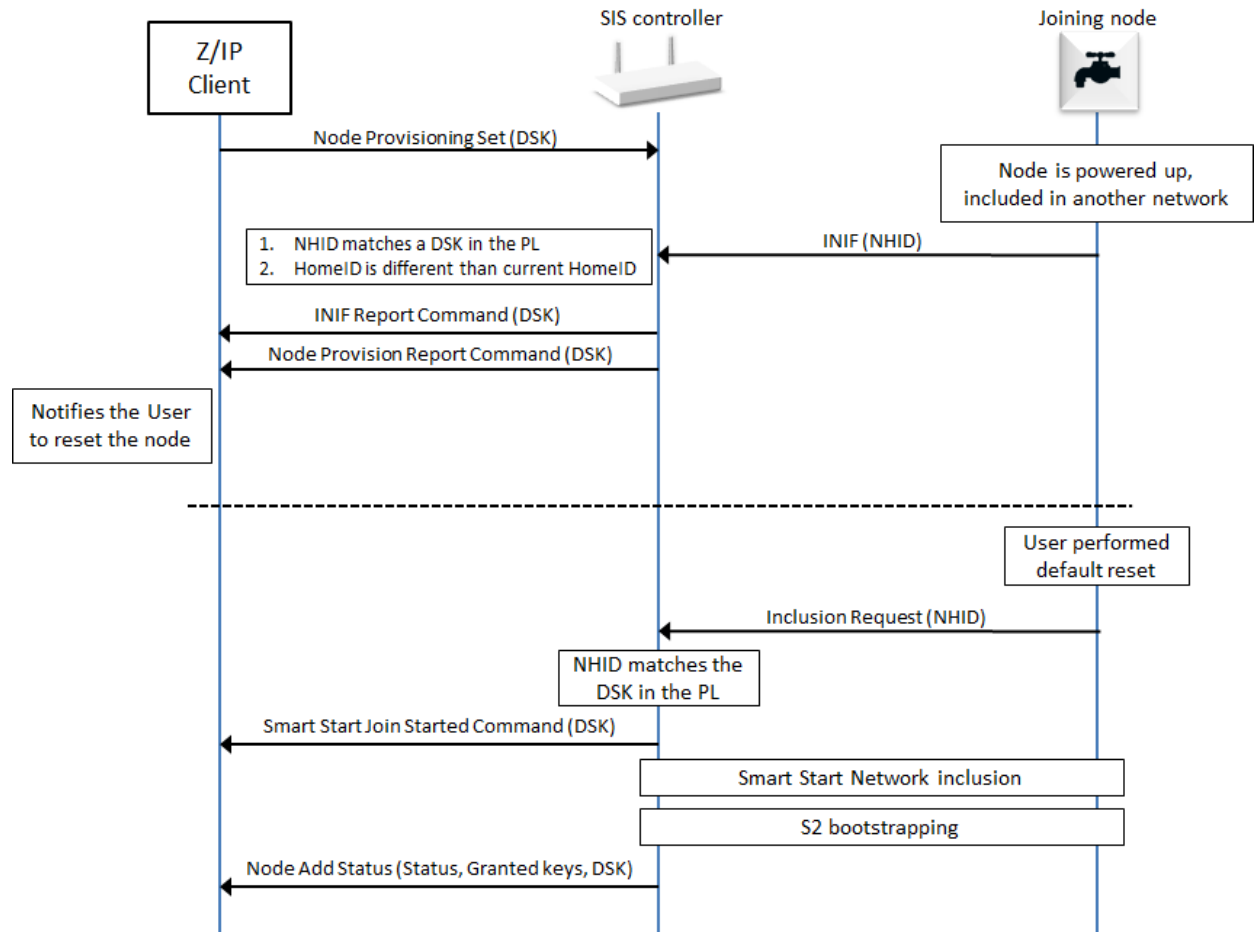 SIS controller
Joining node
Z/IP
Client
Node Provisioning Set (DSK)
Node is powered up,
included in another network
1. NHID matches a DSK in the PL
2. HomeID is different than current HomeID
INIF (NHID)
INIF Report Command (DSK)
Node Provision Report Command (DSK)
Notifies the User
to reset the node
User performed
default reset
Inclusion Request (NHID)
NHID matches the
DSK in the PL
Smart Start Join Started Command (DSK)
Smart Start Network inclusion
S2 bootstrapping
Node Add Status (Status, Granted keys, DSK)